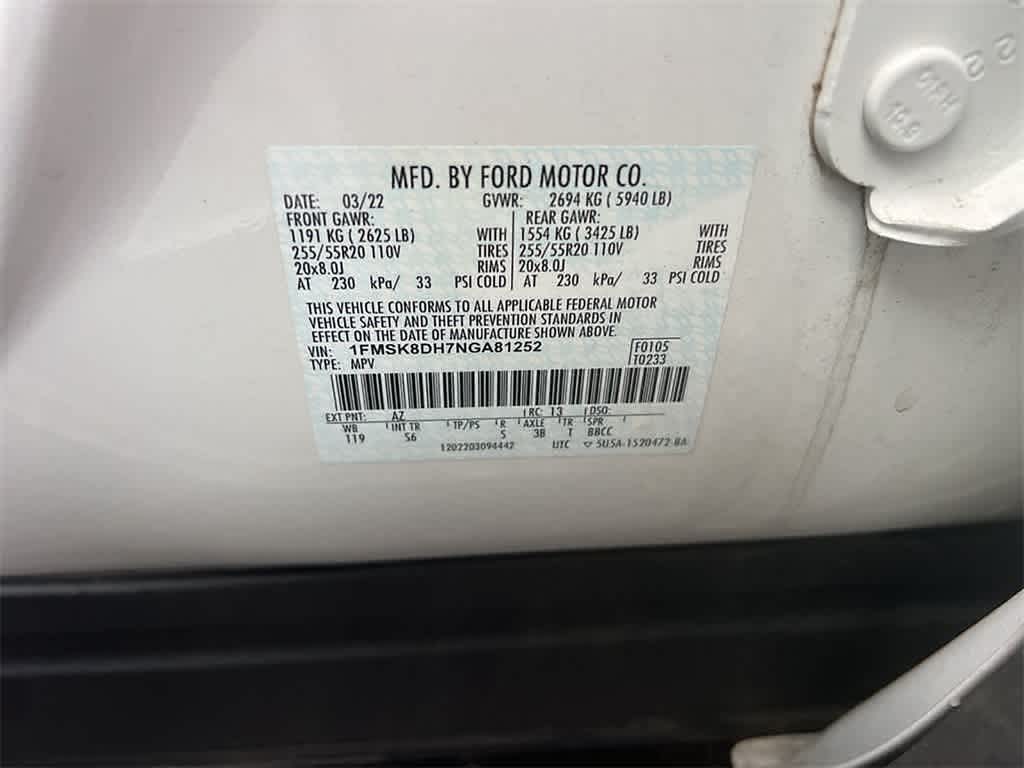 MFD. BY FORD MOTOR CO.
DATE: 03/22 GVWR: 2694 KG ( 5940 LB)
FRONT GAWR: REAR GAWR:
1191 KG ( 2625 LB) WITH 1554 KG ( 3425 LB) WITH
255/55R20 110V TIRES 255/55R20 110V TIRES
20x8.0J RIMS 20x8.0J RIMS
AT 230 kPa/ 33 PSI COLD AT 230 kPa/ 33 PSI COLD
THIS VEHICLE CONFORMS TO ALL APPLICABLE FEDERAL MOTOR
VEHICLE SAFETY AND THEFT PREVENTION STANDARDS IN
EFFECT ON THE DATE OF MANUFACTURE SHOWN ABOVE.
VIN: 1FMSK8DH7NGA81252 F0105
TYPE: MPV T0233
EXT PNT: AZ RC: 13 DSO:
WB INT TR TP/PS R AXLE TR SPR
119 S6 5 3B T BBCC
1202203094442 UTC 5U5A-1520472-BA